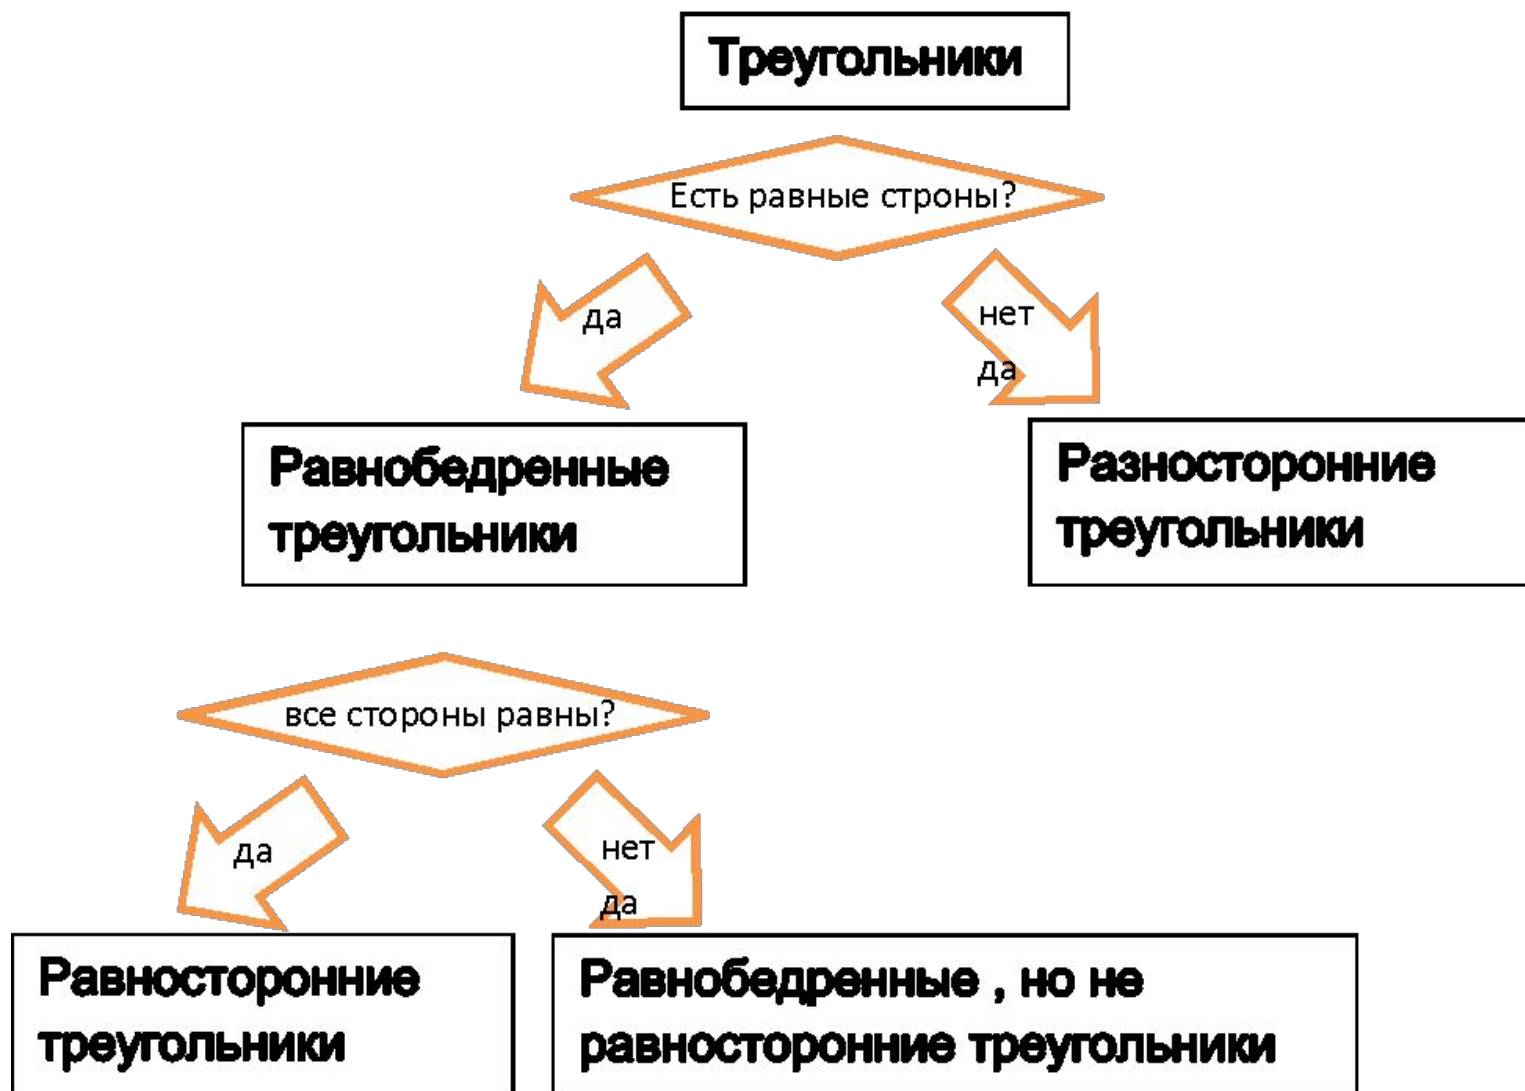 Треугольники
Есть равные строны?
да
нет
да
Равнобедренные
треугольники
Разносторонние
треугольники
все стороны равны?
да
нет
да
Равносторонние
треугольники
Равнобедренные , но не
равносторонние треугольники